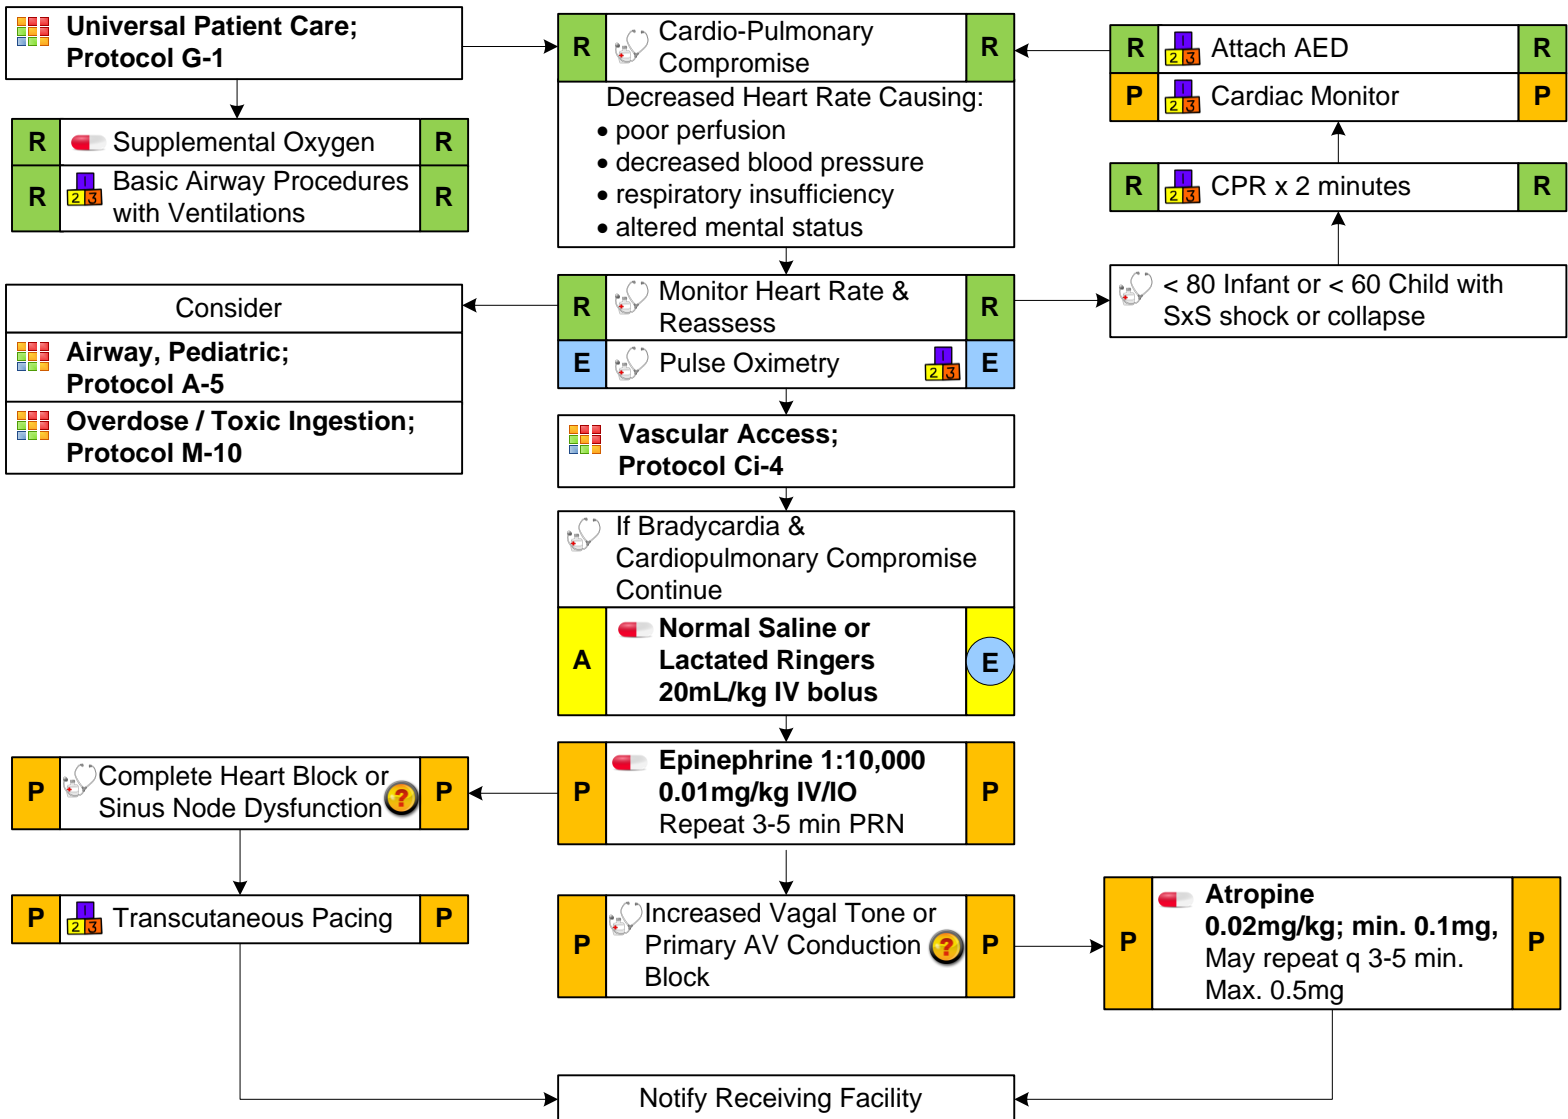 Universal Patient Care;
Protocol G-1
R Supplemental Oxygen R
R Basic Airway Procedures
with Ventilations R
R Cardio-Pulmonary
Compromise R
Decreased Heart Rate Causing:
• poor perfusion
• decreased blood pressure
• respiratory insufficiency
• altered mental status
R Attach AED R
P Cardiac Monitor P
R CPR x 2 minutes R
< 80 Infant or < 60 Child with
SxS shock or collapse
R Monitor Heart Rate &
Reassess R
E Pulse Oximetry E
Consider
Airway, Pediatric;
Protocol A-5
Overdose / Toxic Ingestion;
Protocol M-10
Vascular Access;
Protocol Ci-4
If Bradycardia &
Cardiopulmonary Compromise
Continue
Normal Saline or
A Lactated Ringers E
20mL/kg IV bolus
Epinephrine 1:10,000
P 0.01mg/kg IV/IO P
Repeat 3-5 min PRN
P Complete Heart Block or
Sinus Node Dysfunction ? P
P Transcutaneous Pacing P
Increased Vagal Tone or
P Primary AV Conduction ? P
Block
Atropine
0.02mg/kg; min. 0.1mg,
P May repeat q 3-5 min. P
Max. 0.5mg
Notify Receiving Facility